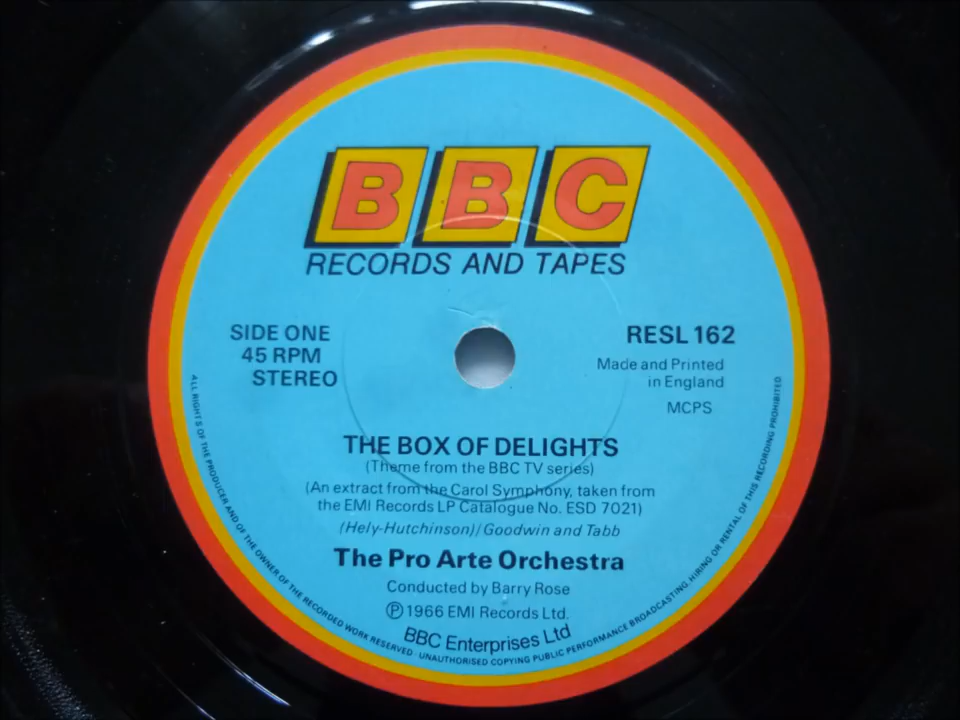 BBC
RECORDS AND TAPES
SIDE ONE
45 RPM
STEREO
RESL 162
Made and Printed
in England
MCPS
THE BOX OF DELIGHTS
(Theme from the BBC TV series)
(An extract from the Carol Symphony, taken from
the EMI Records LP Catalogue No. ESD 7021)
(Hely-Hutchinson)/Goodwin and Tabb
The Pro Arte Orchestra
Conducted by Barry Rose
Ⓟ 1966 EMI Records Ltd.
BBC Enterprises Ltd
ALL RIGHTS OF THE PRODUCER AND OF THE OWNER OF THE RECORDED WORK RESERVED · UNAUTHORISED COPYING PUBLIC PERFORMANCE BROADCASTING, HIRING OR RENTAL OF THIS RECORDING PROHIBITED